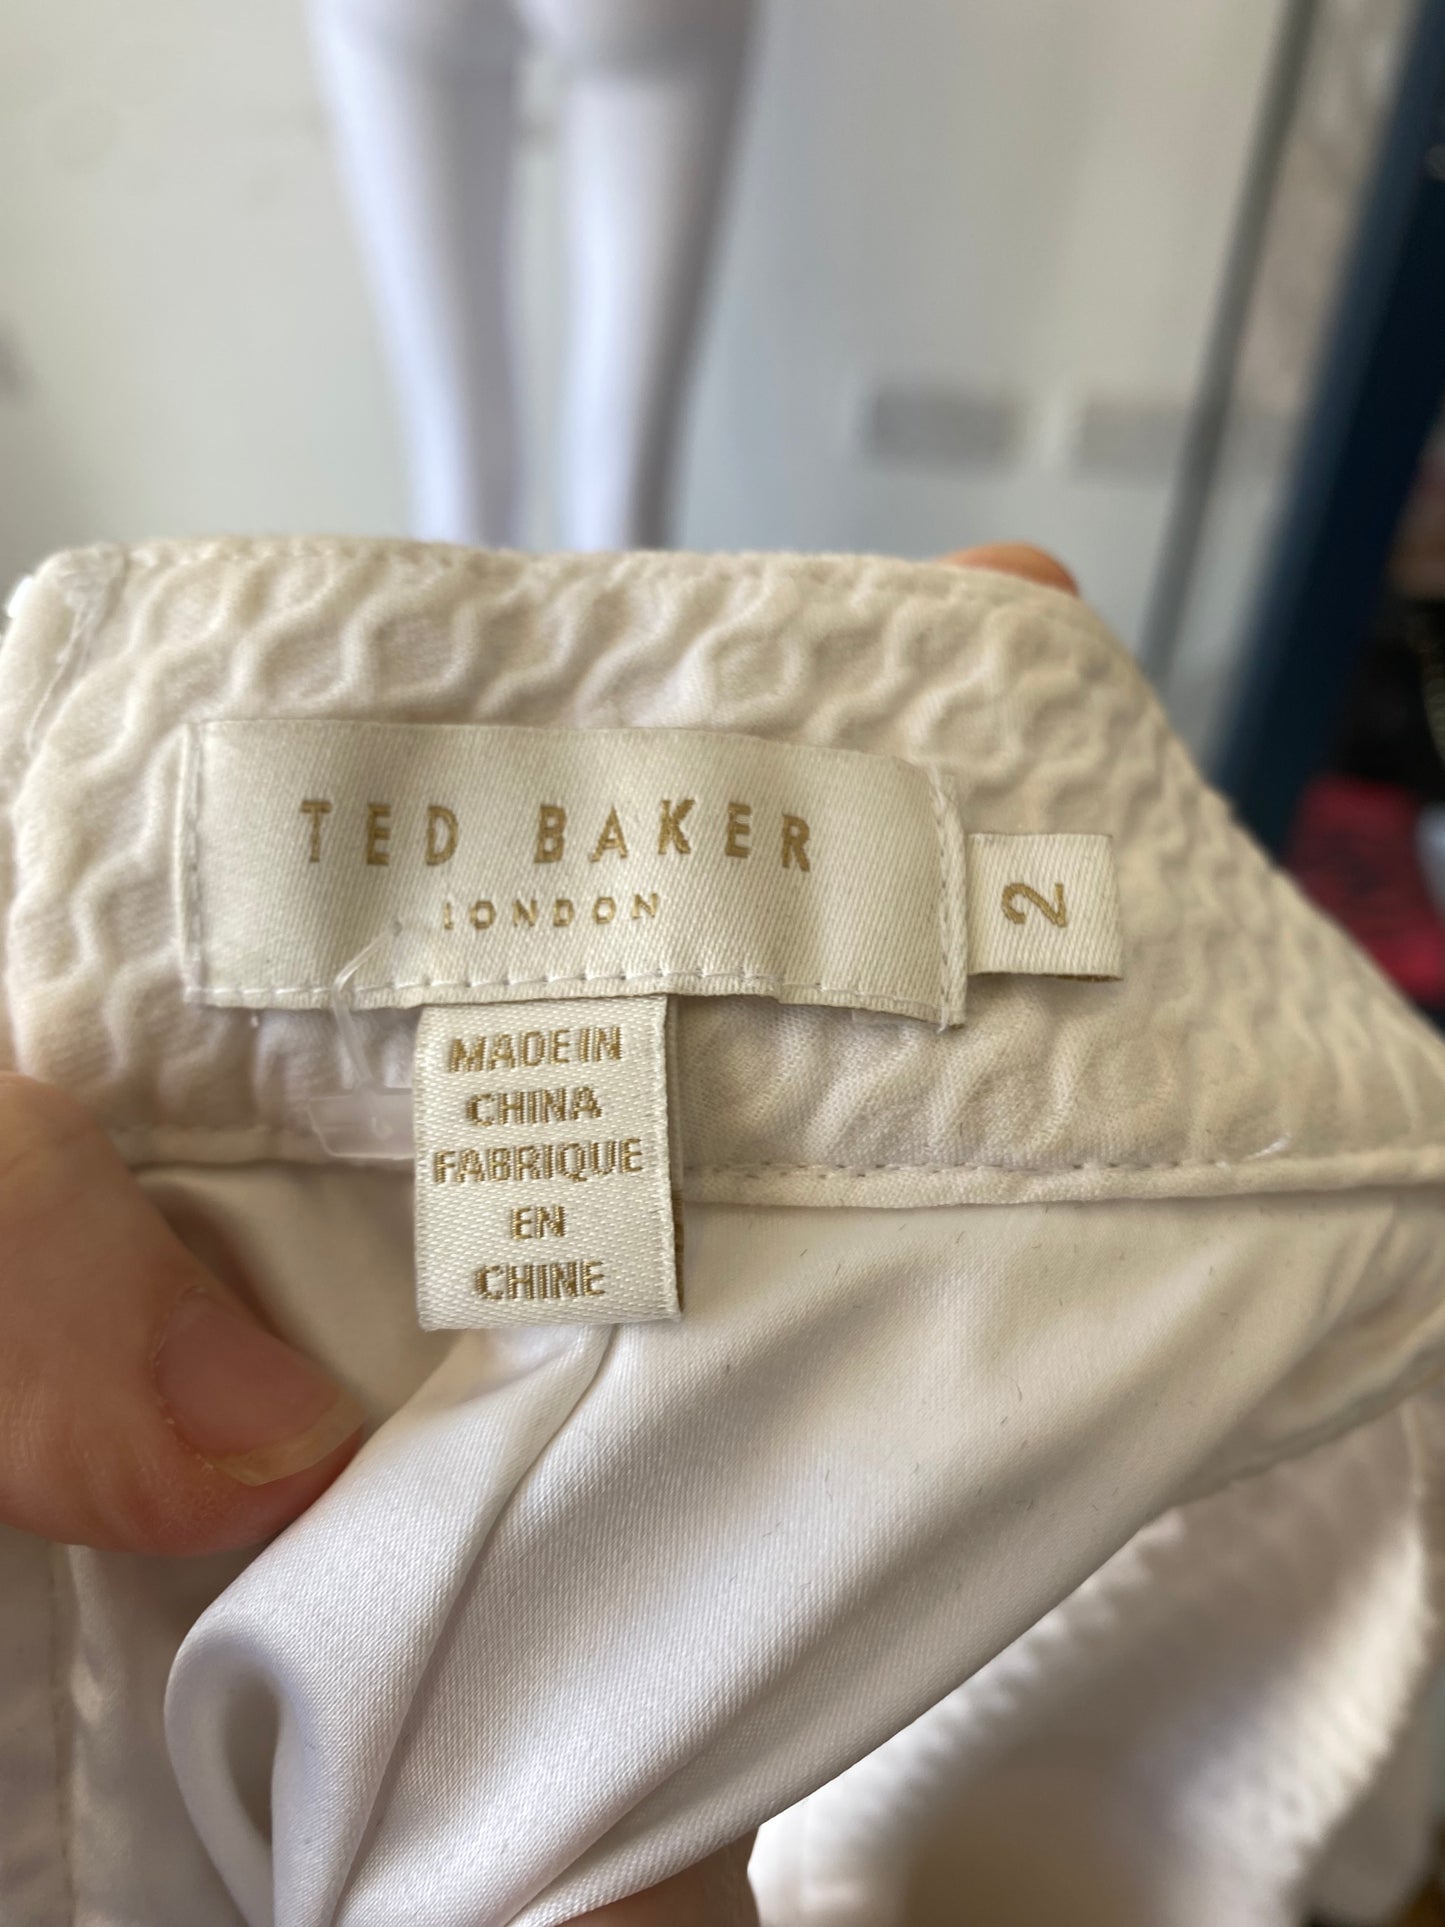 TED BAKER
LONDON
2
MADE IN
CHINA
FABRIQUE
EN
CHINE